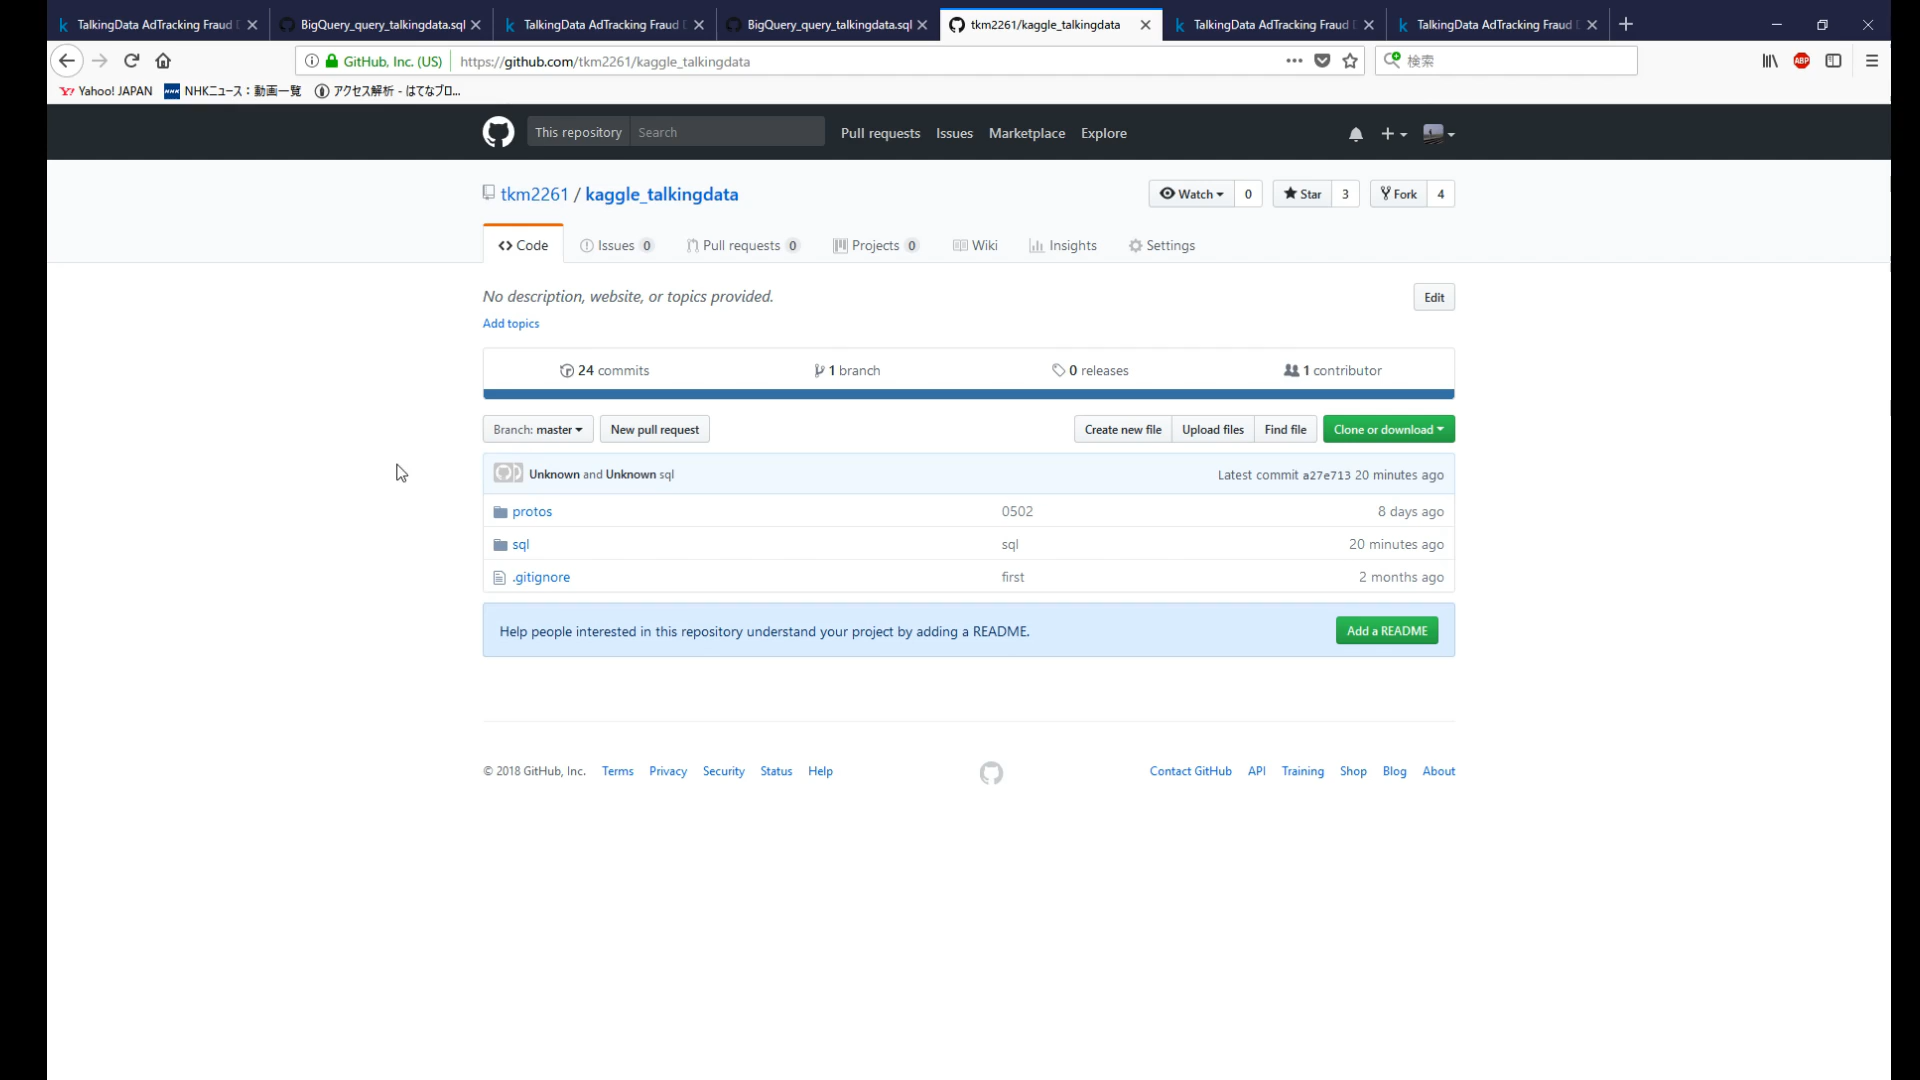 TalkingData AdTracking Fraud D
BigQuery_query_talkingdata.sql
TalkingData AdTracking Fraud D
BigQuery_query_talkingdata.sql
tkm2261/kaggle_talkingdata
TalkingData AdTracking Fraud D
TalkingData AdTracking Fraud D
GitHub, Inc. (US)
https://github.com/tkm2261/kaggle_talkingdata
検索
ABP
Yahoo! JAPAN
NHKニュース：動画一覧
アクセス解析 - はてなブロ...
This repository
Search
Pull requests
Issues
Marketplace
Explore
tkm2261 / kaggle_talkingdata
Watch
0
Star
3
Fork
4
Code
Issues 0
Pull requests 0
Projects 0
Wiki
Insights
Settings
No description, website, or topics provided.
Edit
Add topics
24 commits
1 branch
0 releases
1 contributor
Branch: master
New pull request
Create new file
Upload files
Find file
Clone or download
Unknown and Unknown sql
Latest commit a27e713 20 minutes ago
protos
0502
8 days ago
sql
sql
20 minutes ago
.gitignore
first
2 months ago
Help people interested in this repository understand your project by adding a README.
Add a README
© 2018 GitHub, Inc.
Terms
Privacy
Security
Status
Help
Contact GitHub
API
Training
Shop
Blog
About